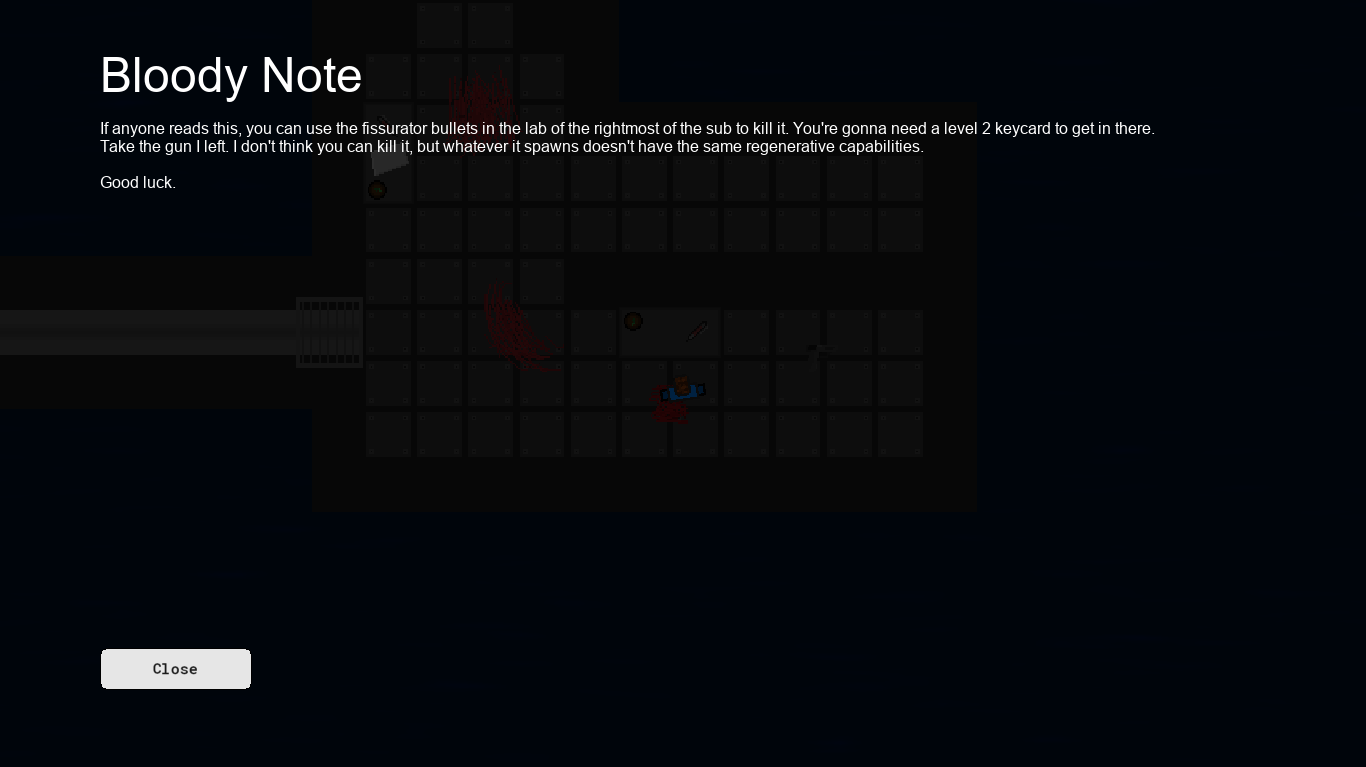 Bloody Note
If anyone reads this, you can use the fissurator bullets in the lab of the rightmost of the sub to kill it. You're gonna need a level 2 keycard to get in there.
Take the gun I left. I don't think you can kill it, but whatever it spawns doesn't have the same regenerative capabilities.
Good luck.
Close